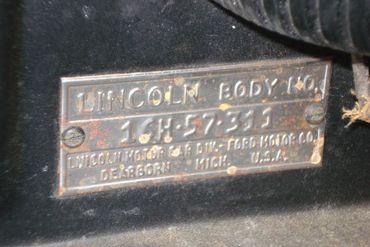 LINCOLN BODY NO.
16H·57·311
LINCOLN MOTOR CAR DIV.- FORD MOTOR CO.
DEARBORN MICH. U.S.A.